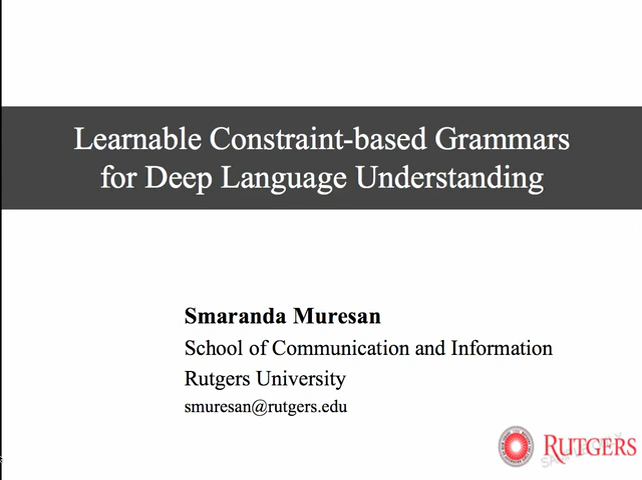 Learnable Constraint-based Grammars
for Deep Language Understanding
Smaranda Muresan
School of Communication and Information
Rutgers University
smuresan@rutgers.edu
RUTGERS